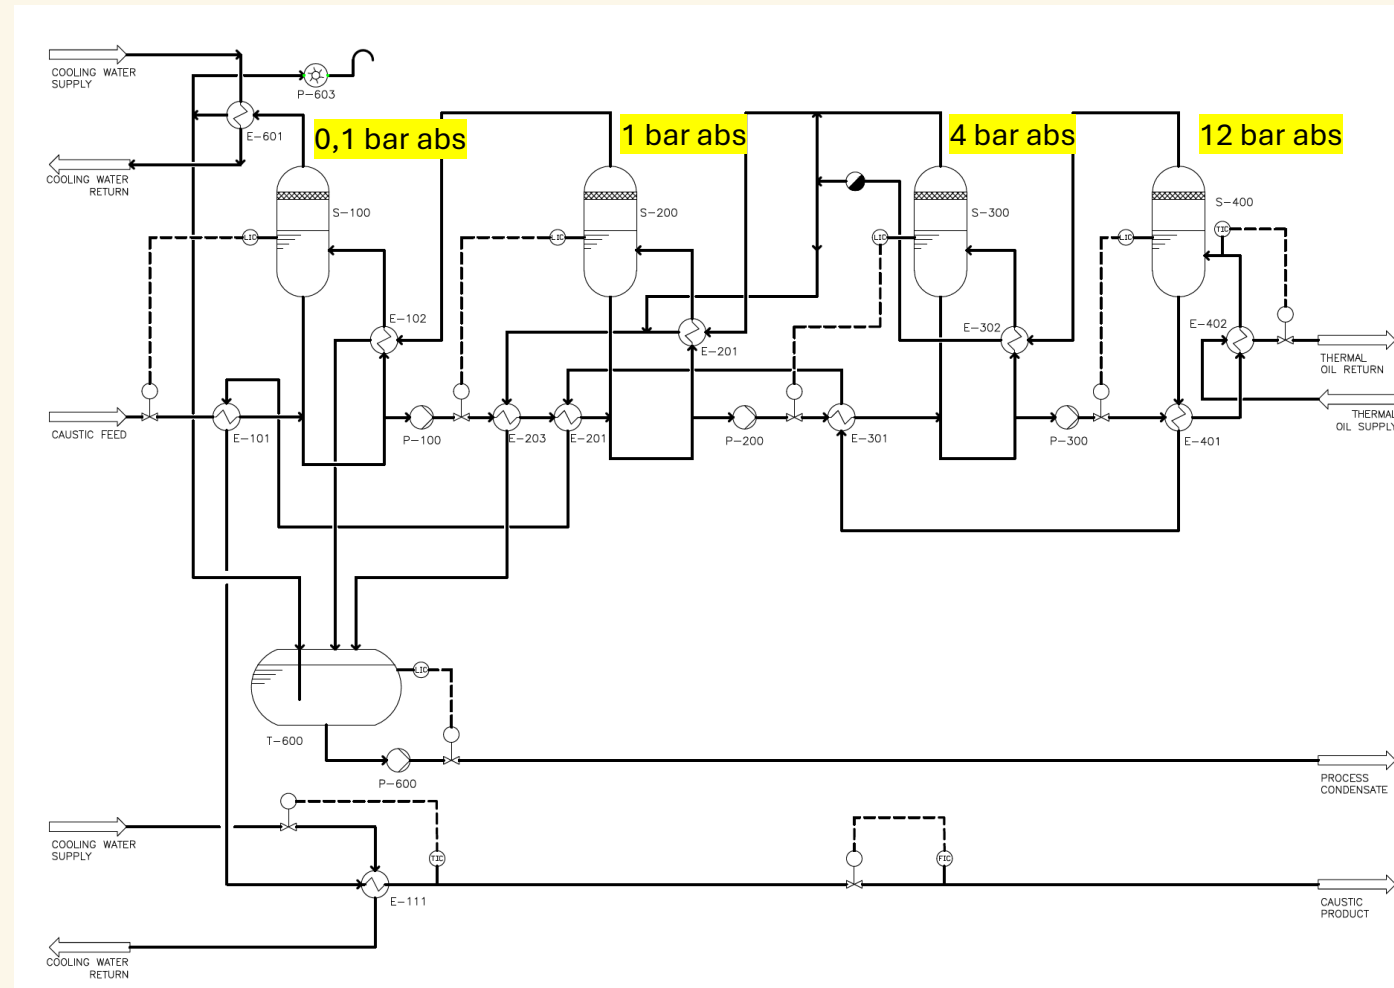 COOLING WATER
SUPPLY
P-603
E-601
0,1 bar abs
1 bar abs
4 bar abs
12 bar abs
COOLING WATER
RETURN
S-100
S-200
S-300
S-400
LIC
LIC
LIC
LIC
TIC
E-102
E-201
E-302
E-402
THERMAL
OIL RETURN
THERMAL
OIL SUPPLY
CAUSTIC FEED
E-101
P-100
E-203
E-201
P-200
E-301
P-300
E-401
LIC
T-600
P-600
PROCESS
CONDENSATE
COOLING WATER
SUPPLY
TIC
FIC
E-111
CAUSTIC
PRODUCT
COOLING WATER
RETURN